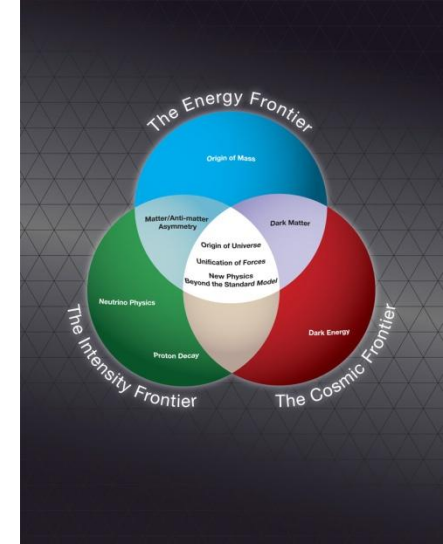 The Energy Frontier
Origin of Mass
Matter/Anti-matter
Asymmetry
Dark Matter
Origin of Universe
Unification of Forces
New Physics
Beyond the Standard Model
Neutrino Physics
Dark Energy
Proton Decay
The Intensity Frontier
The Cosmic Frontier